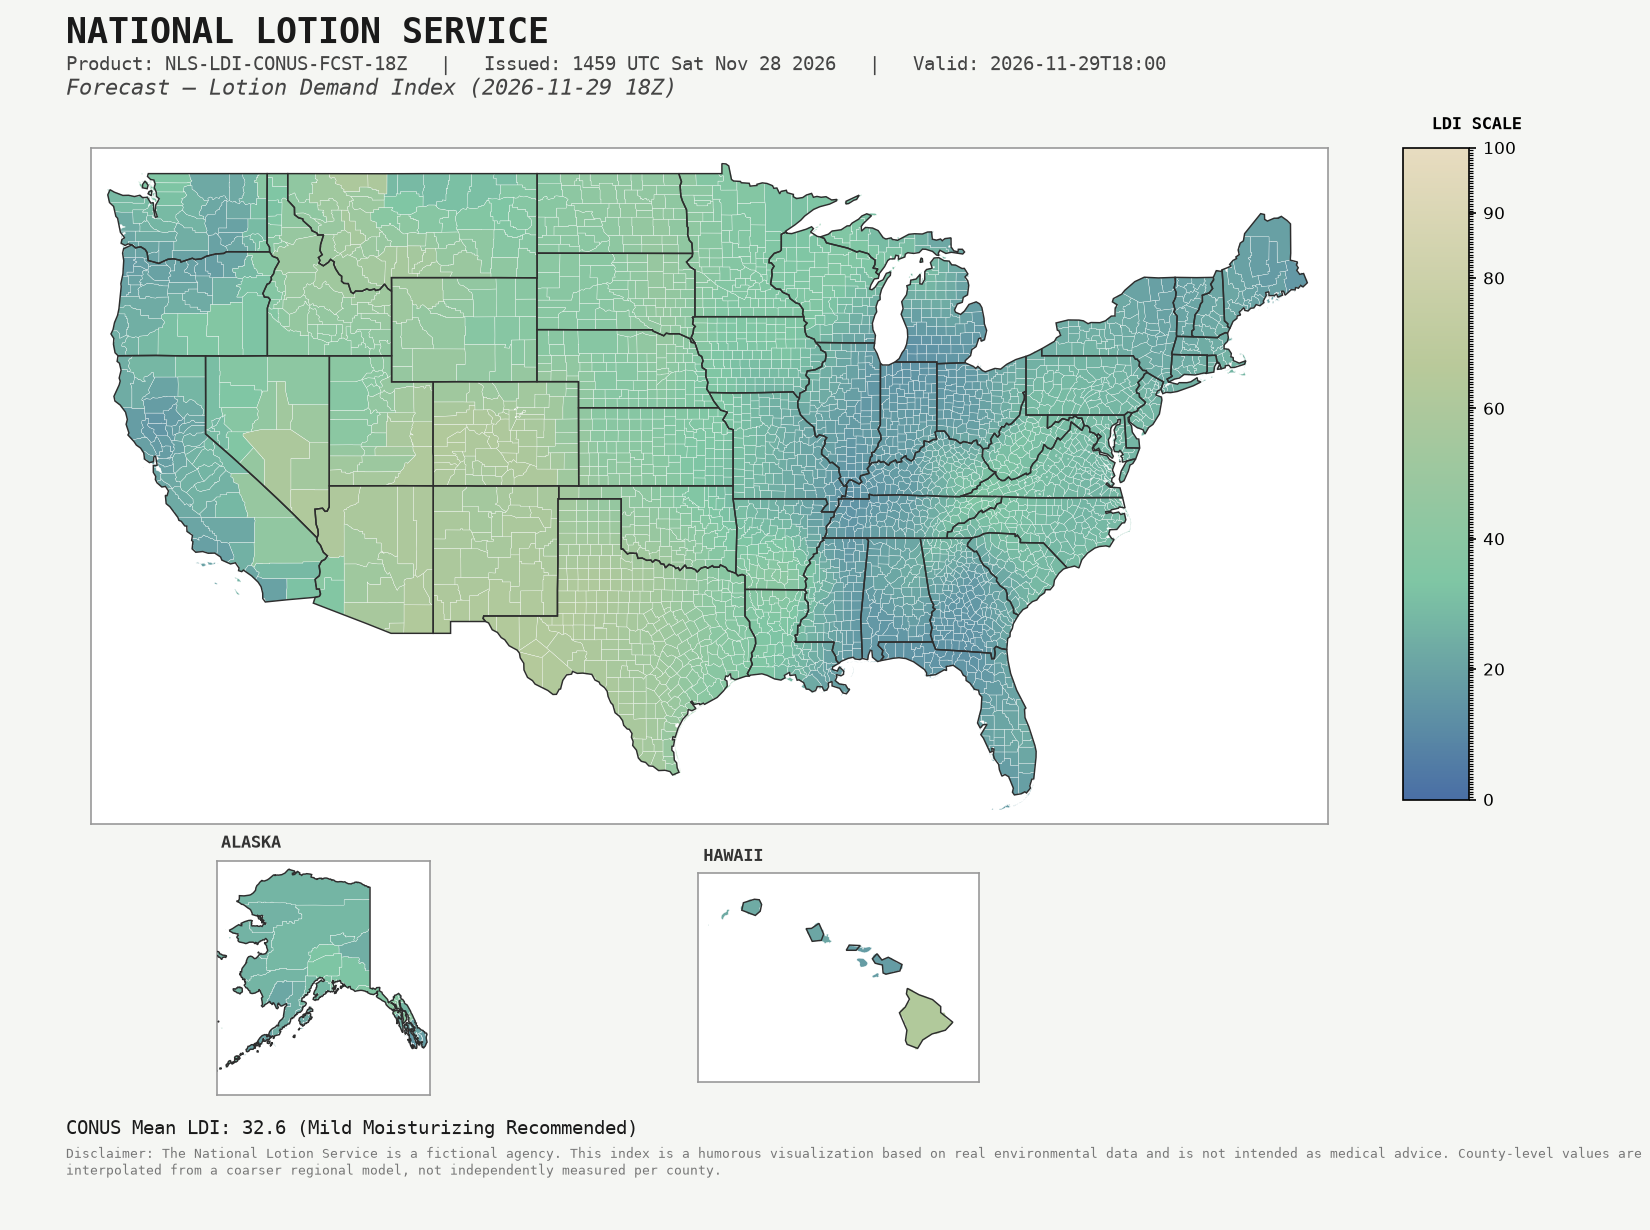 NATIONAL LOTION SERVICE
Product: NLS-LDI-CONUS-FCST-18Z   |   Issued: 1459 UTC Sat Nov 28 2026   |   Valid: 2026-11-29T18:00
Forecast — Lotion Demand Index (2026-11-29 18Z)
LDI SCALE
100
90
80
60
40
20
0
ALASKA
HAWAII
CONUS Mean LDI: 32.6 (Mild Moisturizing Recommended)
Disclaimer: The National Lotion Service is a fictional agency. This index is a humorous visualization based on real environmental data and is not intended as medical advice. County-level values are
interpolated from a coarser regional model, not independently measured per county.